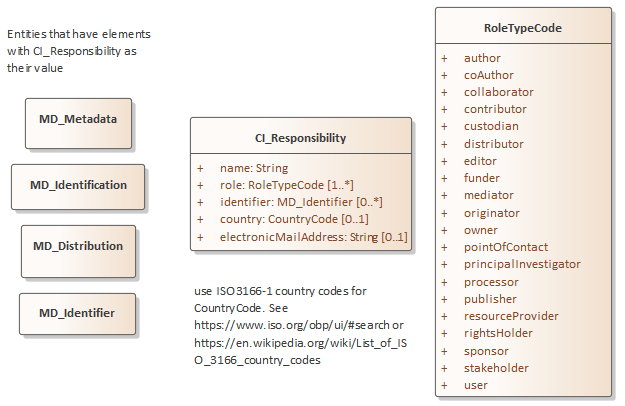 Entities that have elements
with CI_Responsibility as
their value
MD_Metadata
MD_Identification
MD_Distribution
MD_Identifier
CI_Responsibility
+ name: String
+ role: RoleTypeCode [1..*]
+ identifier: MD_Identifier [0..*]
+ country: CountryCode [0..1]
+ electronicMailAddress: String [0..1]
use ISO3166-1 country codes for
CountryCode. See
https://www.iso.org/obp/ui/#search or
https://en.wikipedia.org/wiki/List_of_IS
O_3166_country_codes
RoleTypeCode
+ author
+ coAuthor
+ collaborator
+ contributor
+ custodian
+ distributor
+ editor
+ funder
+ mediator
+ originator
+ owner
+ pointOfContact
+ principalInvestigator
+ processor
+ publisher
+ resourceProvider
+ rightsHolder
+ sponsor
+ stakeholder
+ user